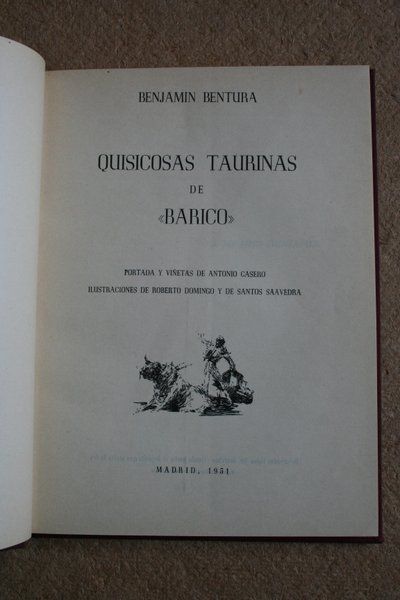 BENJAMIN BENTURA
QUISICOSAS TAURINAS
DE
«BARICO»
PORTADA Y VIÑETAS DE ANTONIO CASERO
ILUSTRACIONES DE ROBERTO DOMINGO Y DE SANTOS SAAVEDRA
MADRID, 1951